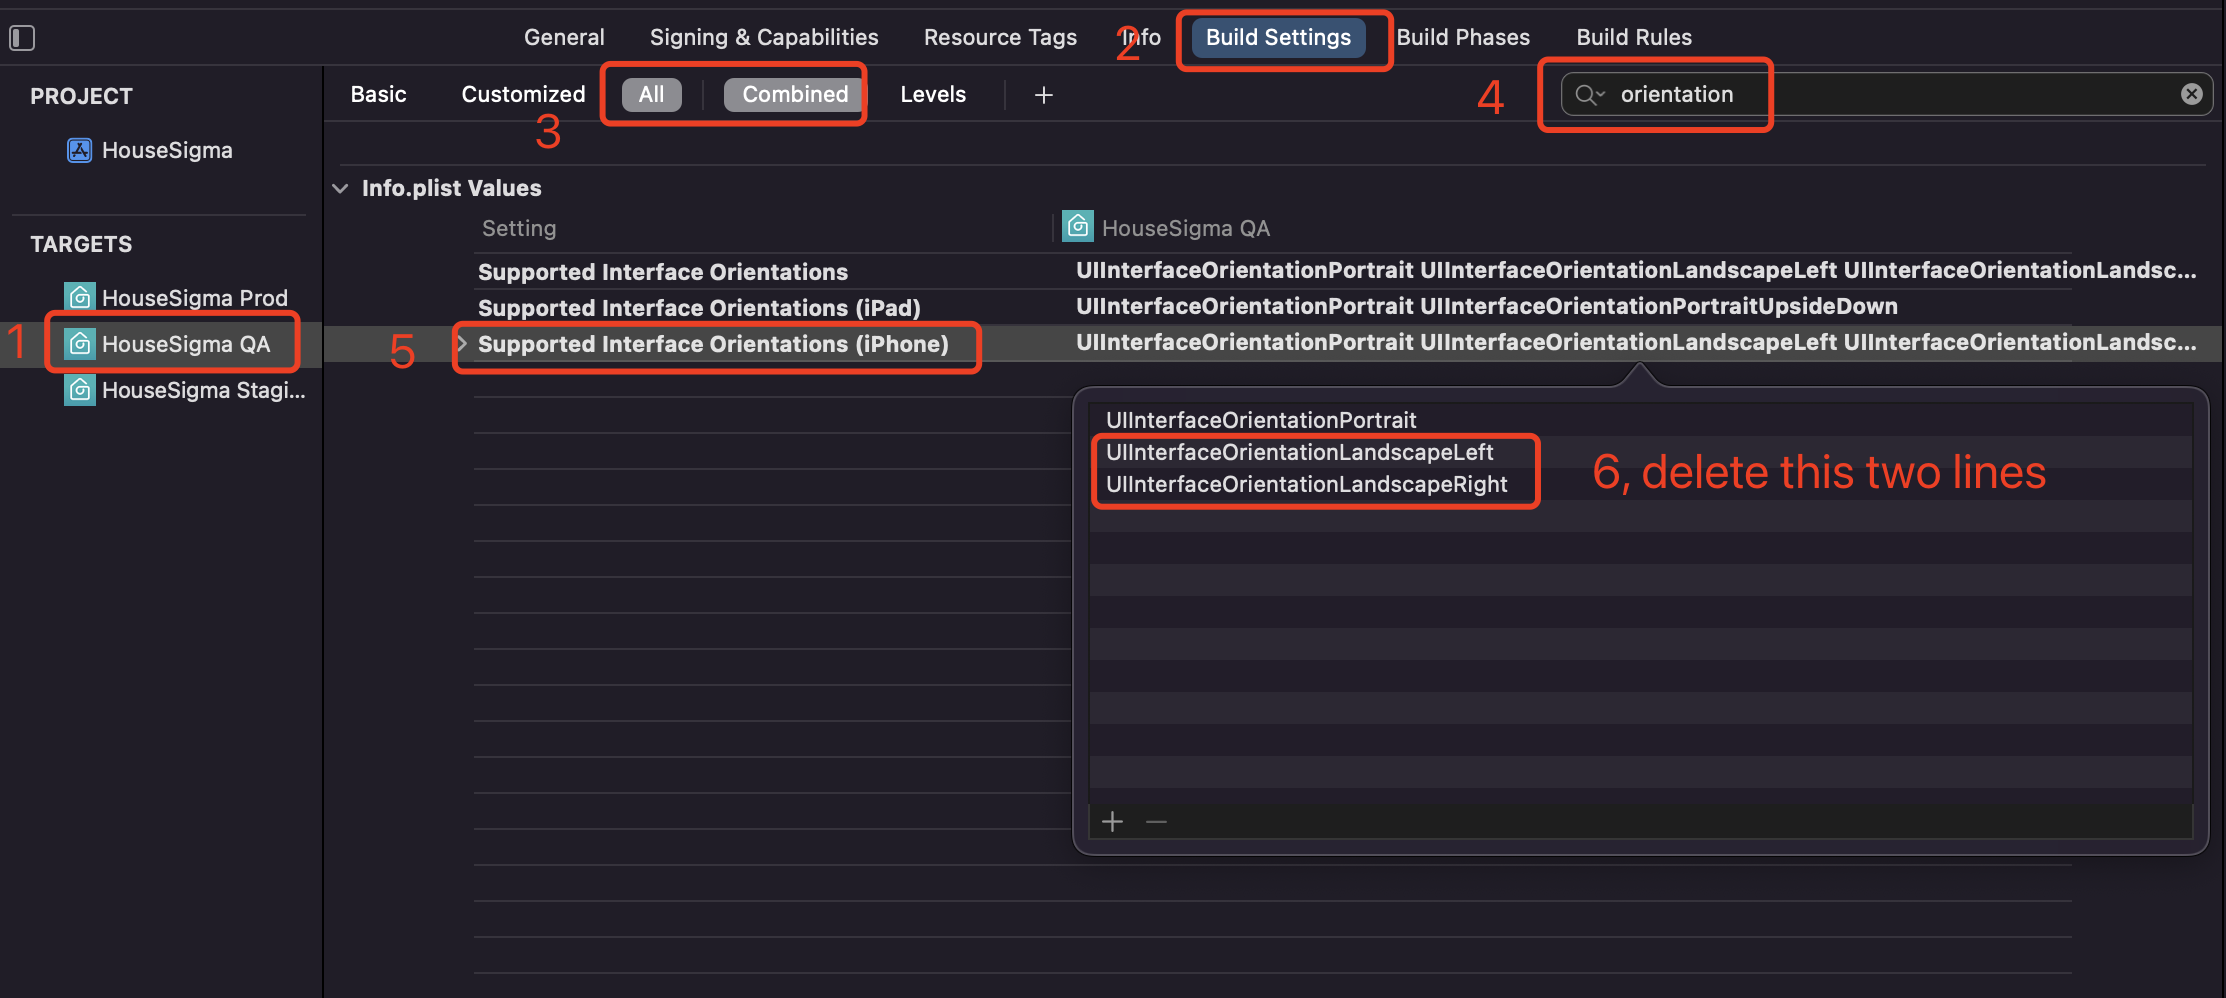 General Signing & Capabilities Resource Tags Info Build Settings Build Phases Build Rules
2
PROJECT
HouseSigma
TARGETS
HouseSigma Prod
1
HouseSigma QA
HouseSigma Stagi...
Basic Customized All Combined Levels +
3
4
orientation
Info.plist Values
Setting HouseSigma QA
Supported Interface Orientations UIInterfaceOrientationPortrait UIInterfaceOrientationLandscapeLeft UIInterfaceOrientationLandsc...
Supported Interface Orientations (iPad) UIInterfaceOrientationPortrait UIInterfaceOrientationPortraitUpsideDown
5
Supported Interface Orientations (iPhone) UIInterfaceOrientationPortrait UIInterfaceOrientationLandscapeLeft UIInterfaceOrientationLandsc...
UIInterfaceOrientationPortrait
UIInterfaceOrientationLandscapeLeft
UIInterfaceOrientationLandscapeRight
6, delete this two lines